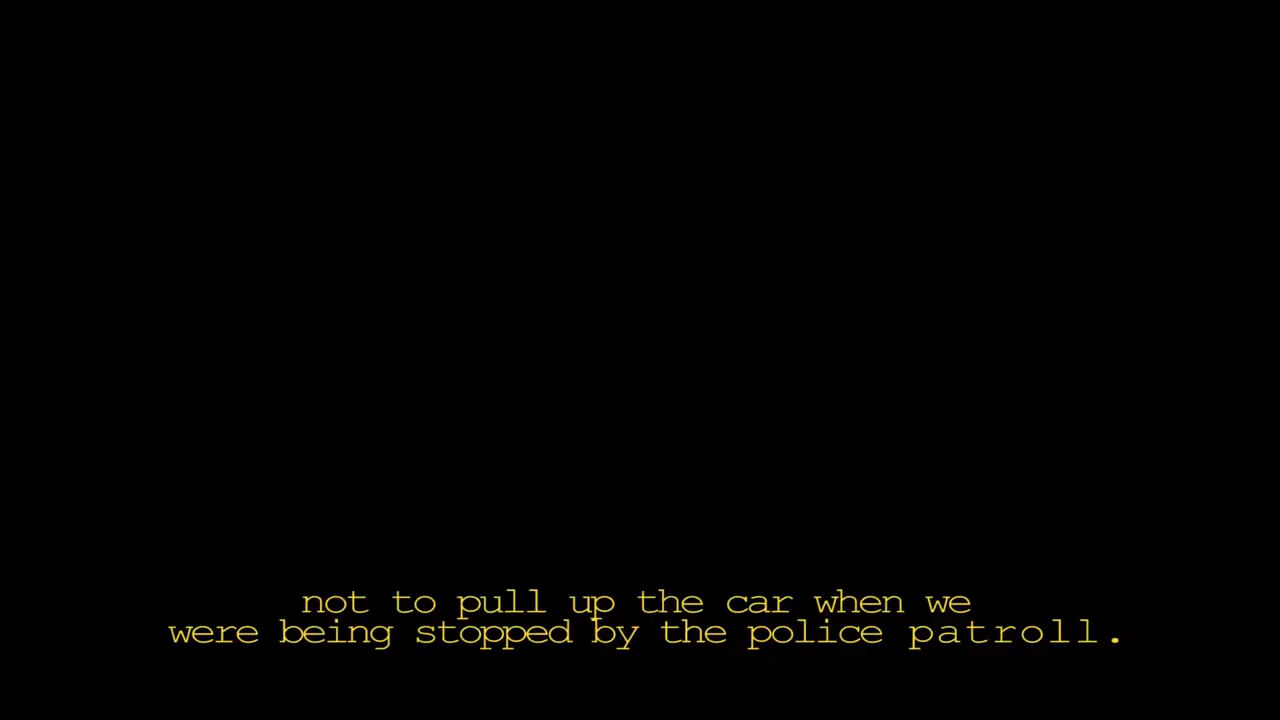 not to pull up the car when we
were being stopped by the police patroll.